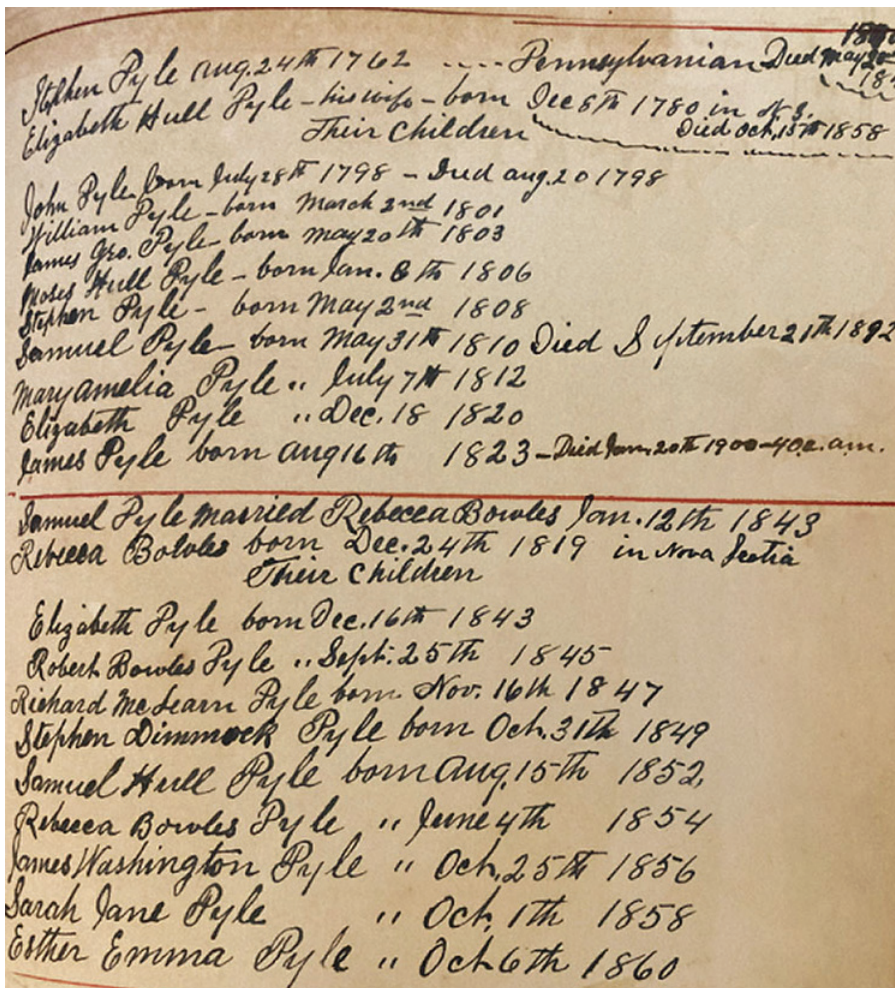 Stephen Pyle Aug. 24th 1762 .... Pennsylvanian Died May 20th
Elizabeth Hull Pyle - his wife - born Dec 8th 1780 in N.S.
Died Oct. 15th 1858
Their Children
John Pyle born July 28th 1798 - Died Aug. 20 1798
William Pyle - born March 2nd 1801
James Geo. Pyle - born May 20th 1803
Moses Hull Pyle - born Jan. 8th 1806
Stephen Pyle - born May 2nd 1808
Samuel Pyle - born May 31th 1810 Died September 21th 1892
Mary Amelia Pyle " July 7th 1812
Elizabeth Pyle " Dec. 18 1820
James Pyle born Aug 16th 1823 - Died Jan. 20th 1900 - 40c. a.m.
Samuel Pyle Married Rebecca Bowles Jan. 12th 1843
Rebecca Bowles born Dec. 24th 1819 in Nova Scotia
Their Children
Elizabeth Pyle born Dec. 16th 1843
Robert Bowles Pyle " Sept. 25th 1845
Richard McLearn Pyle born Nov. 16th 1847
Stephen Dimmock Pyle born Oct. 31th 1849
Samuel Hull Pyle born Aug. 15th 1852
Rebecca Bowles Pyle " June 4th 1854
James Washington Pyle " Oct. 25th 1856
Sarah Jane Pyle " Oct. 1th 1858
Esther Emma Pyle " Oct 6th 1860